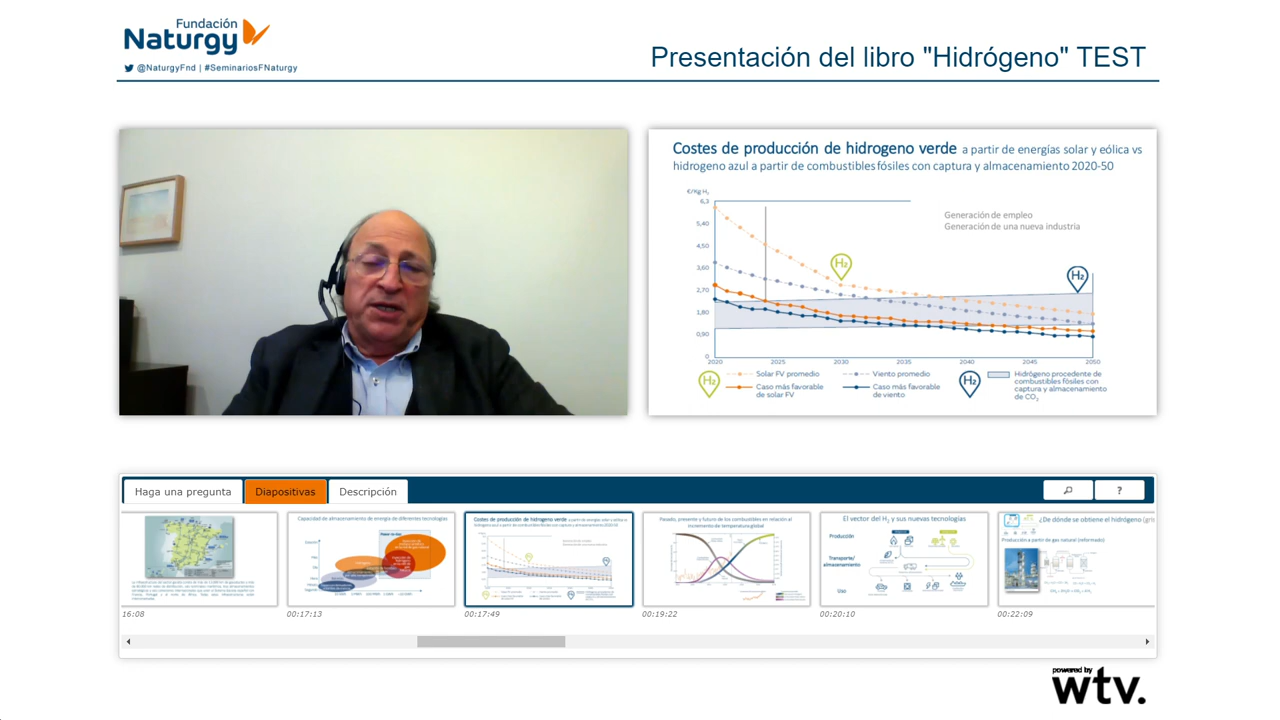 Fundación
Naturgy
@NaturgyFnd | #SeminariosFNaturgy
Presentación del libro "Hidrógeno" TEST
Costes de producción de hidrogeno verde a partir de energías solar y eólica vs
hidrogeno azul a partir de combustibles fósiles con captura y almacenamiento 2020-50
€/Kg H₂
6,3
5,40
4,50
3,60
2,70
1,80
0,90
0
Generación de empleo
Generación de una nueva industria
H₂
H₂
2020
2025
2030
2035
2040
2045
2050
H₂
Solar FV promedio
Caso más favorable
de solar FV
Viento promedio
Caso más favorable
de viento
H₂
Hidrógeno procedente de
combustibles fósiles con
captura y almacenamiento
de CO₂
Haga una pregunta
Diapositivas
Descripción
?
Capacidad de almacenamiento de energía de diferentes tecnologías
Costes de producción de hidrogeno verde a partir de energías solar y eólica vs
Pasado, presente y futuro de los combustibles en relación al
incremento de temperatura global
El vector del H₂ y sus nuevas tecnologías
Producción
Transporte/
almacenamiento
Uso
¿De dónde se obtiene el hidrógeno
Producción a partir de gas natural (reformado)
16:08
00:17:13
00:17:49
00:19:22
00:20:10
00:22:09
powered by
wtv.